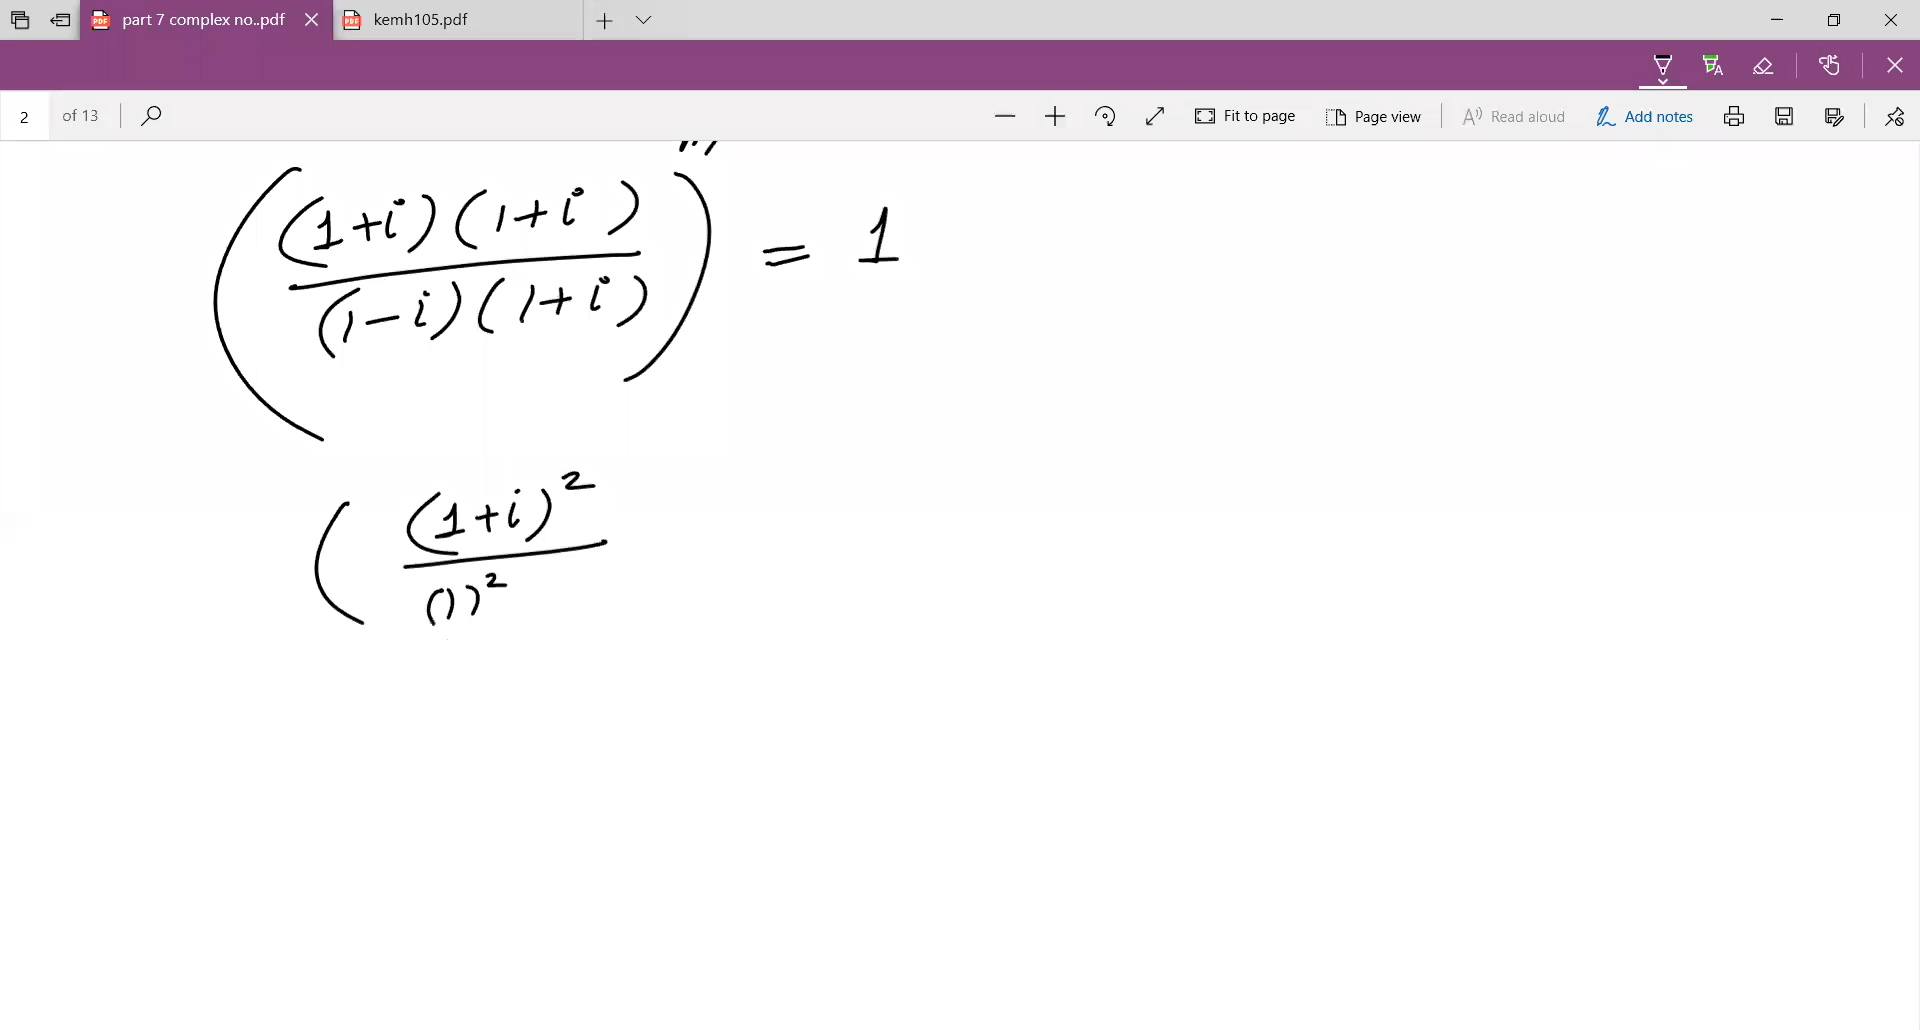 part 7 complex no..pdf kemh105.pdf
2 of 13 Fit to page Page view Read aloud Add notes
((1+i)(1+i) / (1-i)(1+i)) = 1
((1+i)²
(1)²